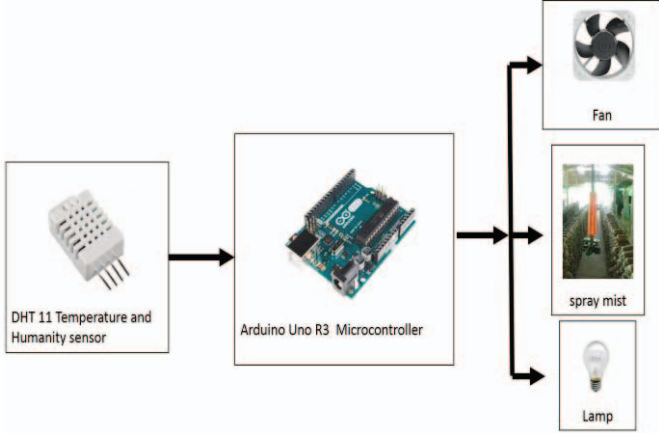 DHT 11 Temperature and
Humanity sensor
Arduino Uno R3  Microcontroller
Fan
spray mist
Lamp